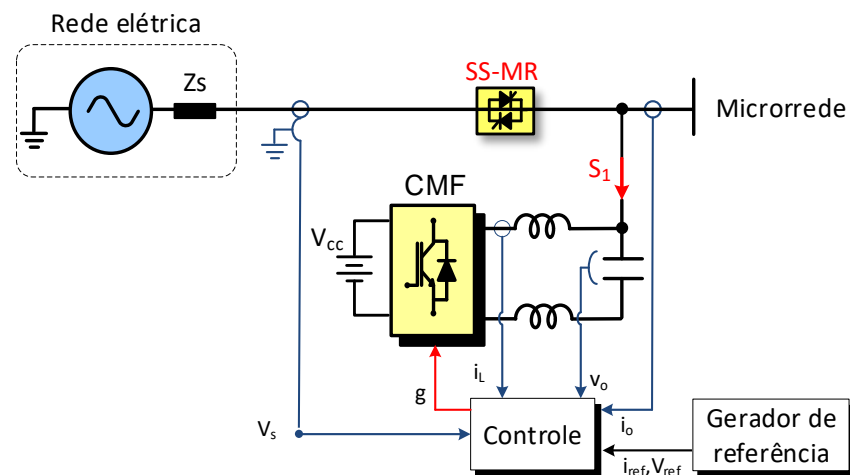 Rede elétrica
Zs
SS-MR
Microrrede
S1
CMF
Vcc
iL
vo
g
Vs
Controle
io
iref,Vref
Gerador de
referência